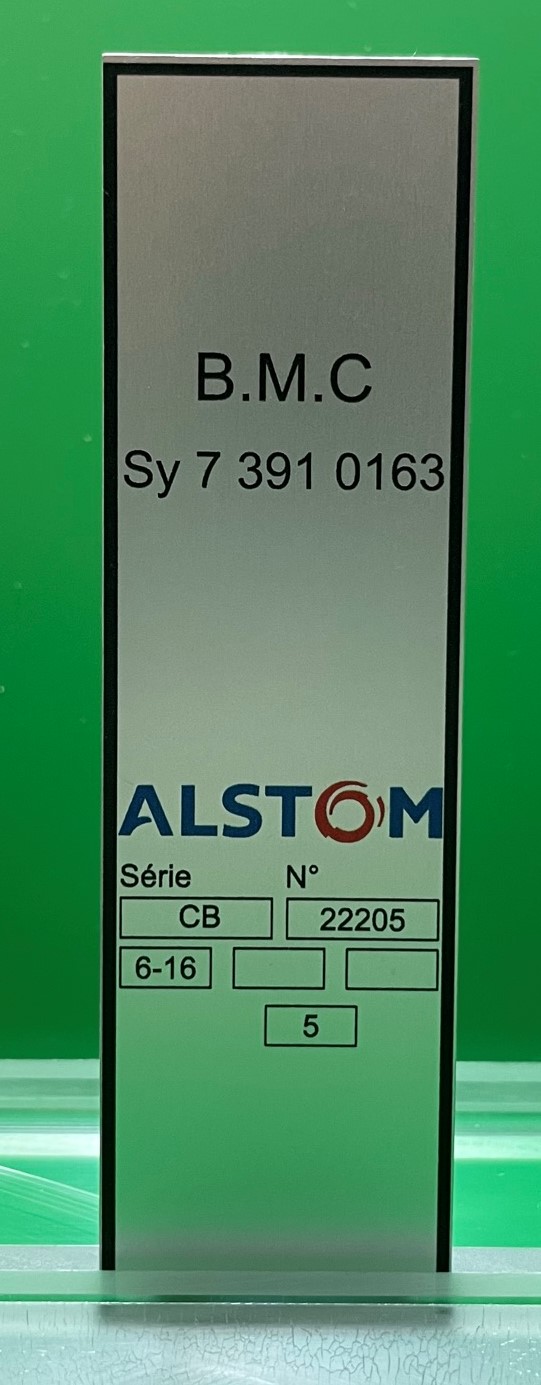 B.M.C
Sy 7 391 0163
ALSTOM
Série N°
CB 22205
6-16
5